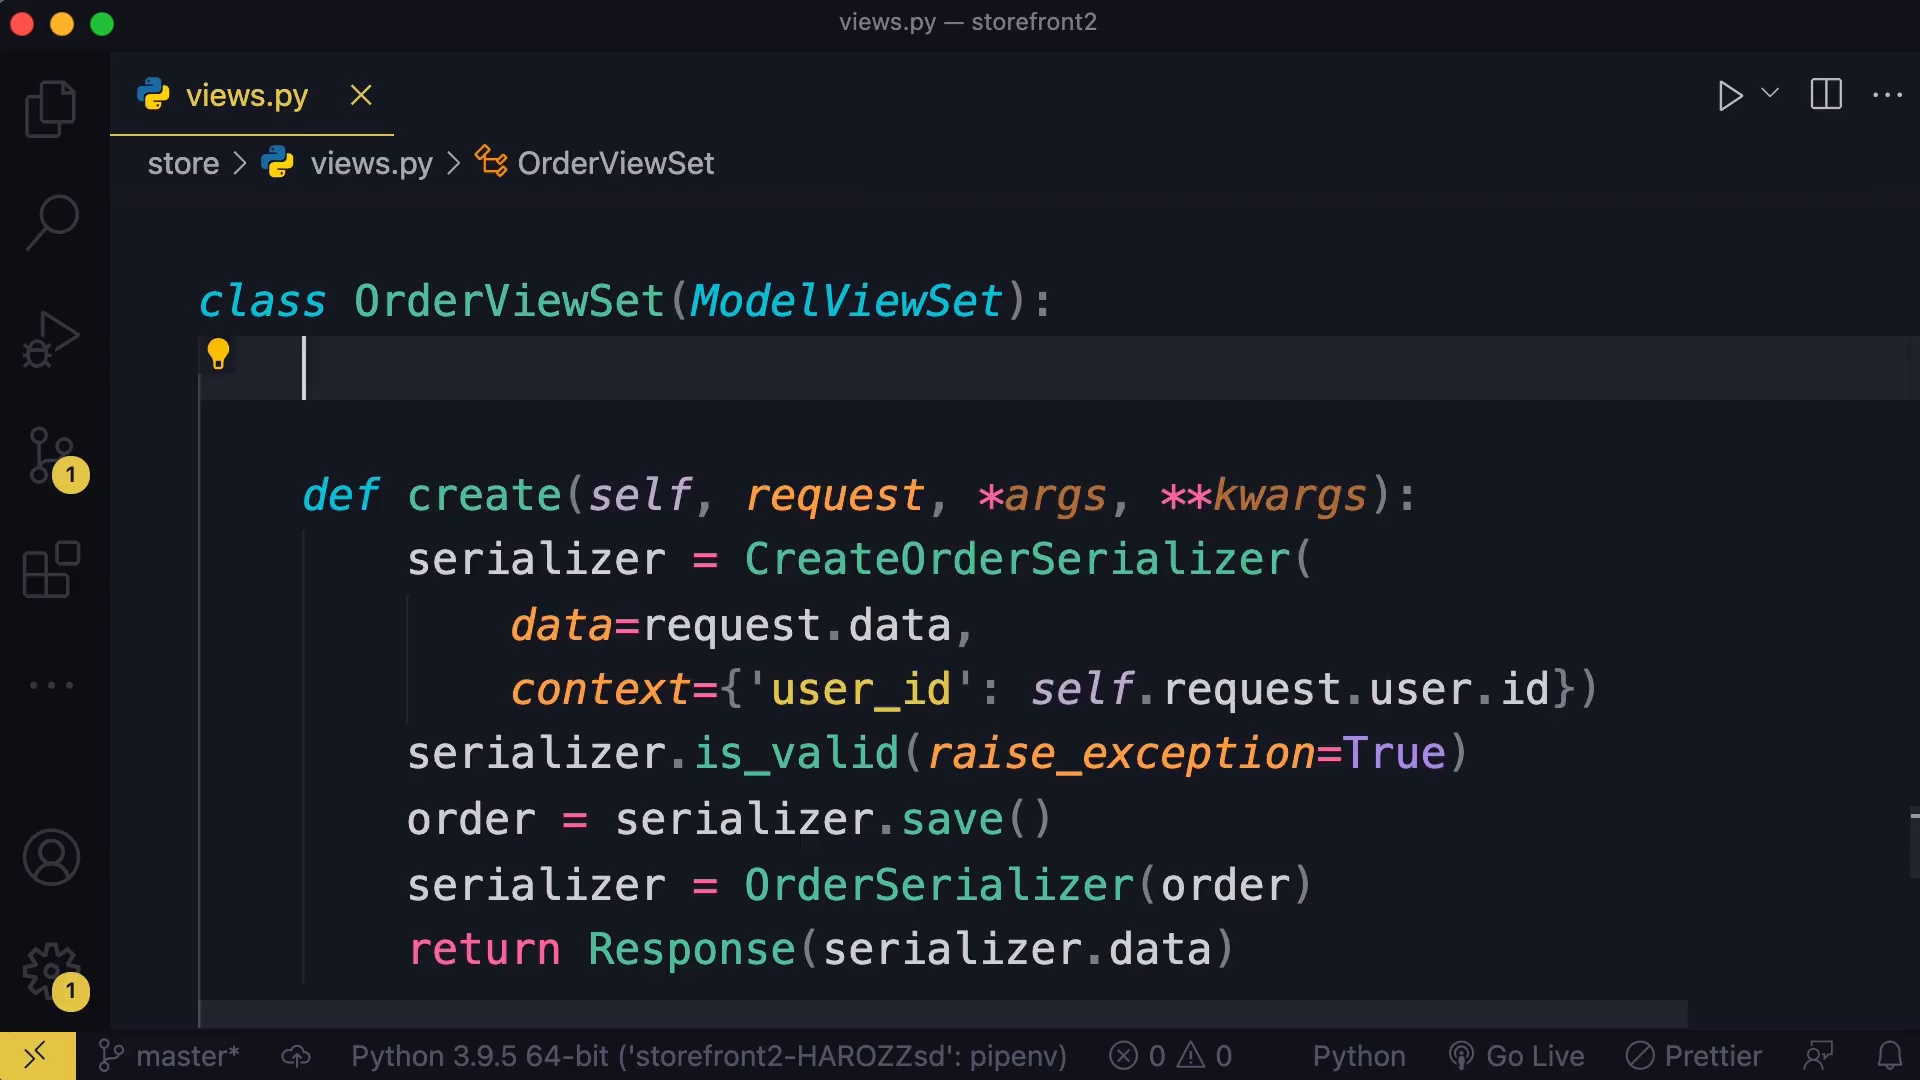 views.py — storefront2
views.py
store > views.py > OrderViewSet
class OrderViewSet(ModelViewSet):
def create(self, request, *args, **kwargs):
serializer = CreateOrderSerializer(
data=request.data,
context={'user_id': self.request.user.id})
serializer.is_valid(raise_exception=True)
order = serializer.save()
serializer = OrderSerializer(order)
return Response(serializer.data)
1
1
master* Python 3.9.5 64-bit ('storefront2-HAROZZsd': pipenv) 0 0 Python Go Live Prettier